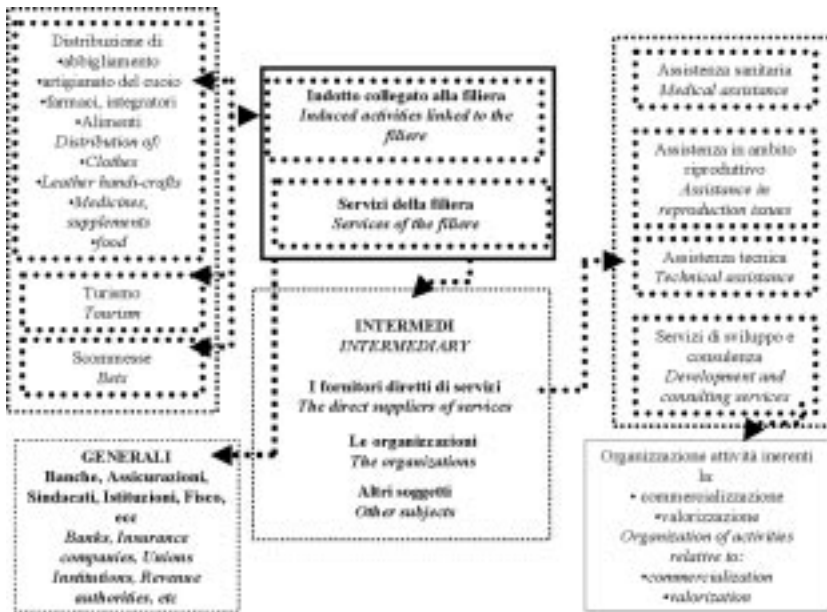 Distribuzione di
•abbigliamento
•artigianato del cuoio
•farmaci, integratori
•Alimenti
Distribution of:
•Clothes
•Leather handi-crafts
•Medicines,
supplements
•food
Turismo
Tourism
Scommesse
Bets
Indotto collegato alla filiera
Induced activities linked to the
filiere
Servizi della filiera
Services of the filiere
INTERMEDI
INTERMEDIARY
I fornitori diretti di servizi
The direct suppliers of services
Le organizzazioni
The organizations
Altri soggetti
Other subjects
GENERALI
Banche, Assicurazioni,
Sindacati, Istituzioni, Fisco,
ecc
Banks, Insurance
companies, Unions
Institutions, Revenue
authorities, etc
Assistenza sanitaria
Medical assistance
Assistenza in ambito
riproduttivo
Assistance in
reproduction issues
Assistenza tecnica
Technical assistance
Servizi di sviluppo e
consulenza
Development and
consulting services
Organizzazione attività inerenti
la:
• commercializzazione
•valorizzazione
Organization of activities
relative to:
•commercialization
•valorization